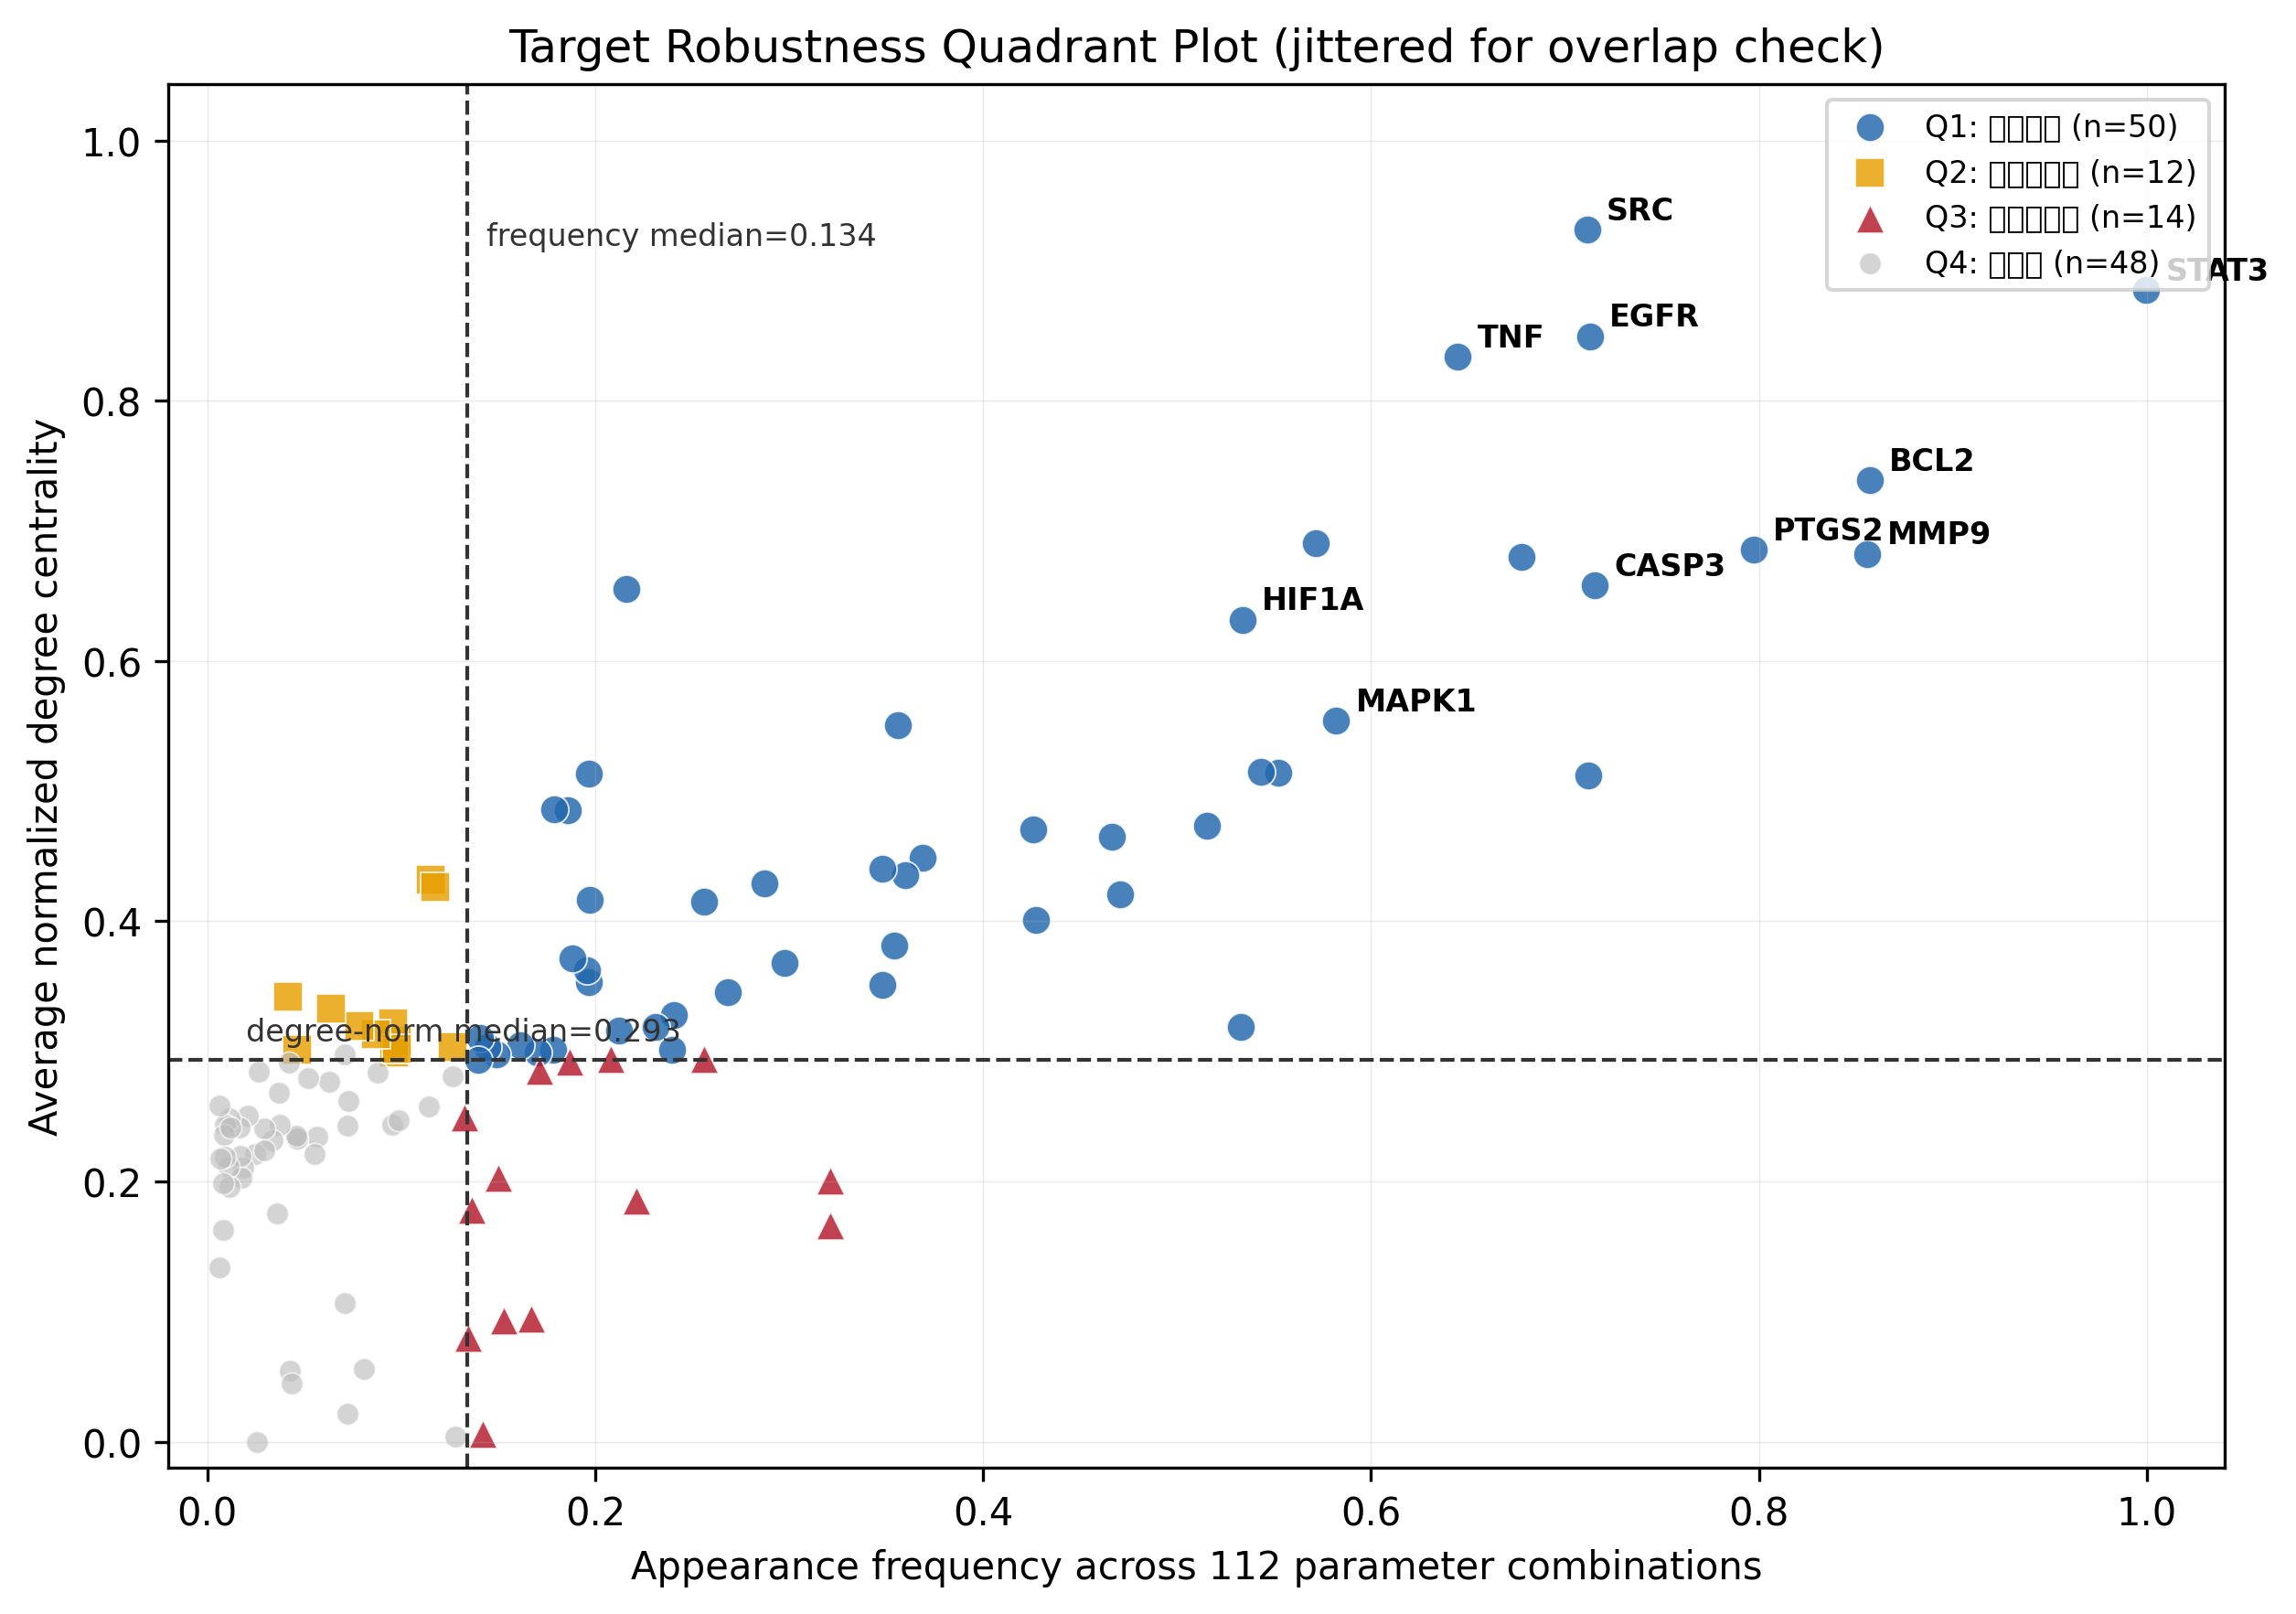 Target Robustness Quadrant Plot (jittered for overlap check)
Q1: □□□□ (n=50)
Q2: □□□□□ (n=12)
Q3: □□□□□ (n=14)
Q4: □□□ (n=48)
frequency median=0.134
SRC
STAT3
EGFR
TNF
BCL2
PTGS2
MMP9
CASP3
HIF1A
MAPK1
degree-norm median=0.293
Average normalized degree centrality
1.0
0.8
0.6
0.4
0.2
0.0
0.0 0.2 0.4 0.6 0.8 1.0
Appearance frequency across 112 parameter combinations